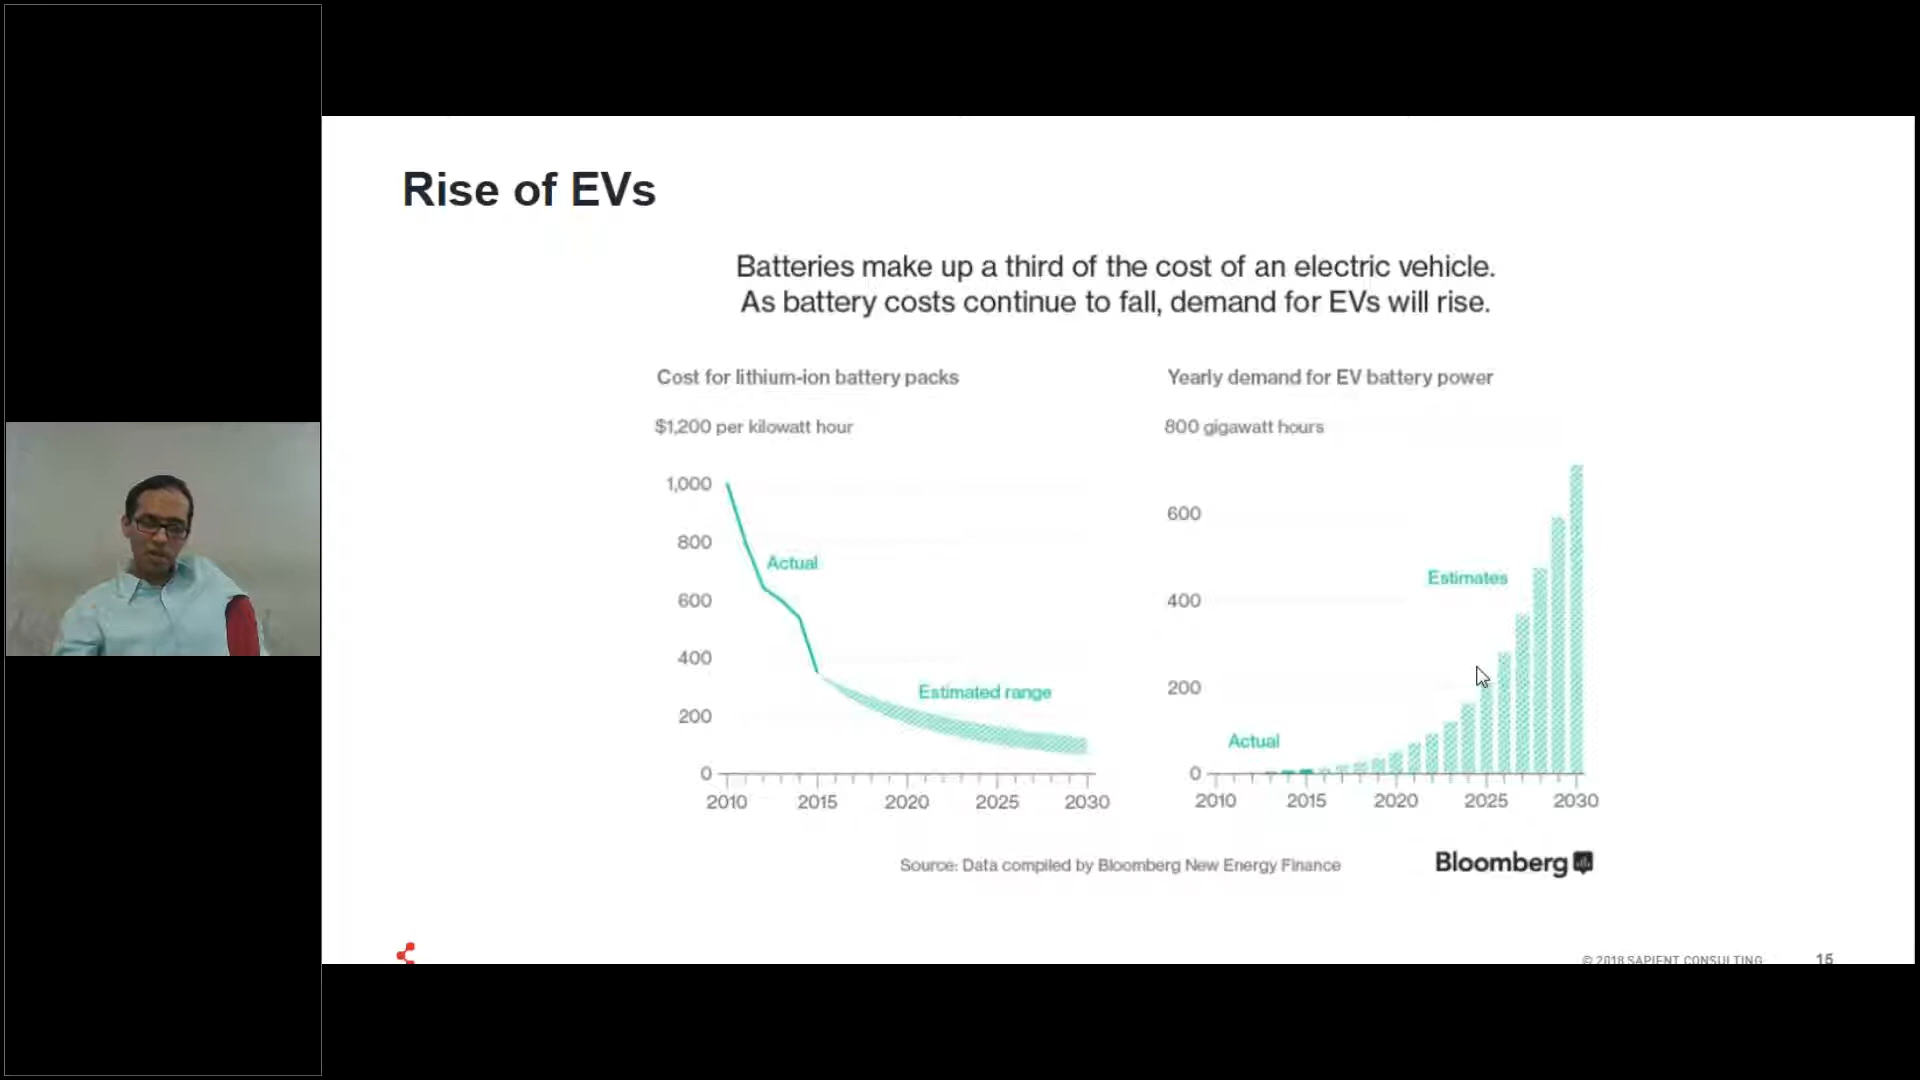 Rise of EVs
Batteries make up a third of the cost of an electric vehicle.
As battery costs continue to fall, demand for EVs will rise.
Cost for lithium-ion battery packs
$1,200 per kilowatt hour
1,000
800
600
400
200
0
Actual
Estimated range
2010 2015 2020 2025 2030
Yearly demand for EV battery power
800 gigawatt hours
600
400
200
0
Estimates
Actual
2010 2015 2020 2025 2030
Source: Data compiled by Bloomberg New Energy Finance
Bloomberg
© 2018 SAPIENT CONSULTING 15